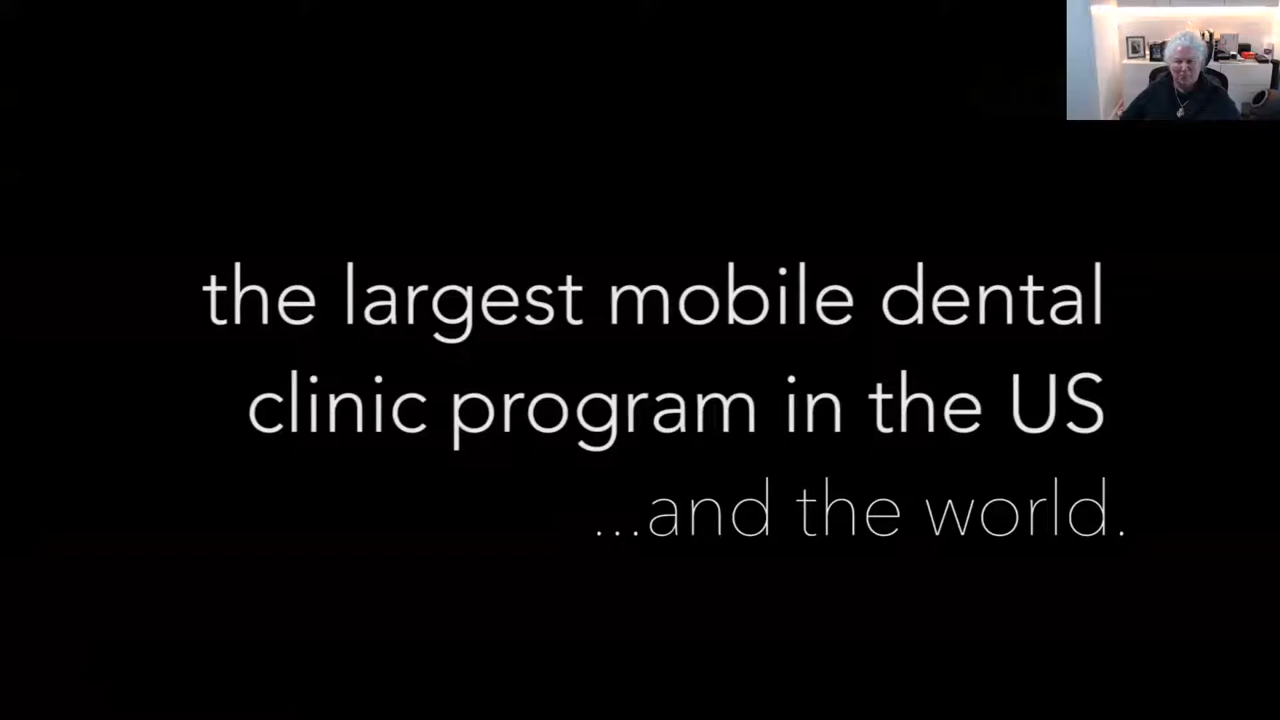 the largest mobile dental
clinic program in the US
...and the world.